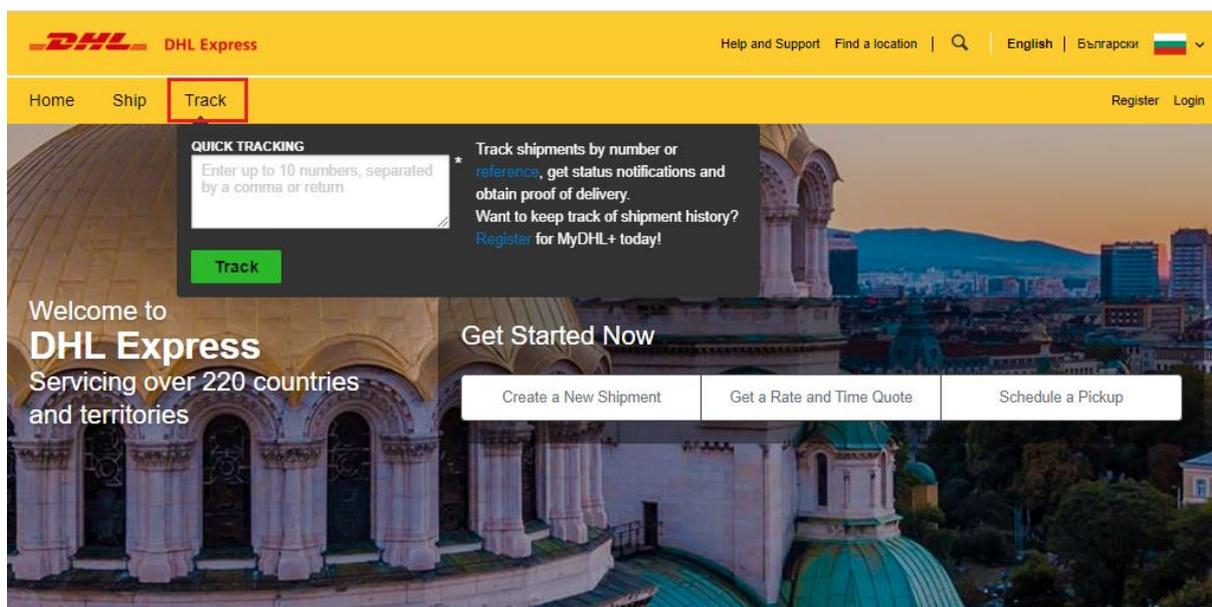 DHL DHL Express
Help and Support Find a location | English | Български
Home Ship Track
Register Login
QUICK TRACKING
Enter up to 10 numbers, separated
by a comma or return
*
Track
Track shipments by number or
reference, get status notifications and
obtain proof of delivery.
Want to keep track of shipment history?
Register for MyDHL+ today!
Welcome to
DHL Express
Servicing over 220 countries
and territories
Get Started Now
Create a New Shipment
Get a Rate and Time Quote
Schedule a Pickup